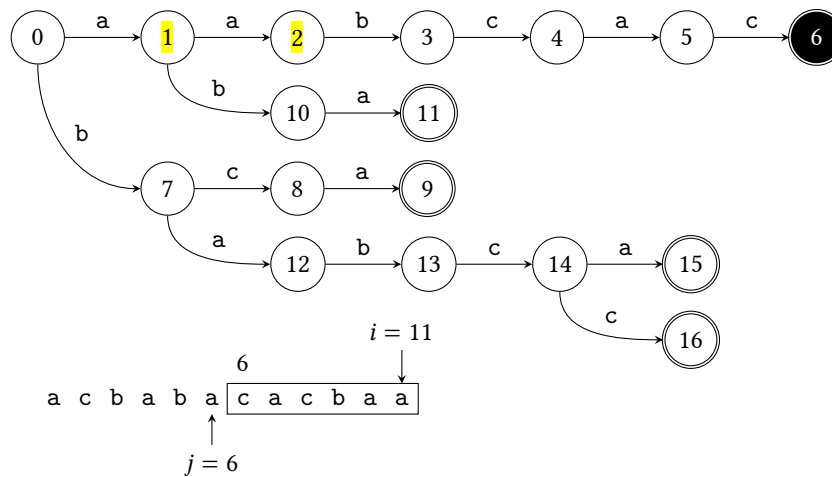 0 a 1 a 2 b 3 c 4 a 5 c 6
b 10 a 11
b
7 c 8 a 9
a 12 b 13 c 14 a 15
c 16
i = 11
6
a c b a b a c a c b a a
j = 6